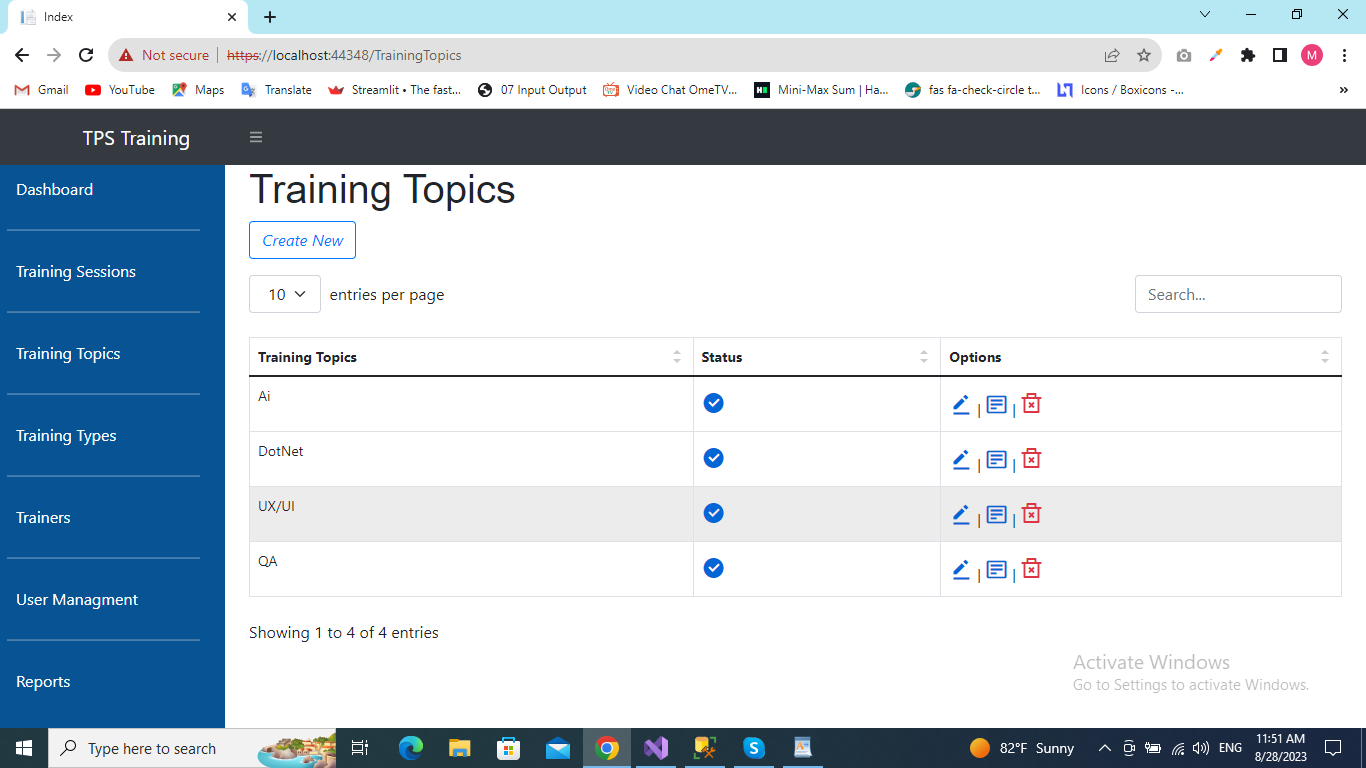 Index
Not secure | https://localhost:44348/TrainingTopics
M
Gmail YouTube Maps Translate Streamlit • The fast... 07 Input Output Video Chat OmeTV... Mini-Max Sum | Ha... fas fa-check-circle t... Icons / Boxicons -... »
TPS Training
Dashboard
Training Sessions
Training Topics
Training Types
Trainers
User Managment
Reports
Training Topics
Create New
10 entries per page
Search...
Training Topics Status Options
Ai | |
DotNet | |
UX/UI | |
QA | |
Showing 1 to 4 of 4 entries
Activate Windows
Go to Settings to activate Windows.
Type here to search
82°F Sunny
ENG
11:51 AM
8/28/2023